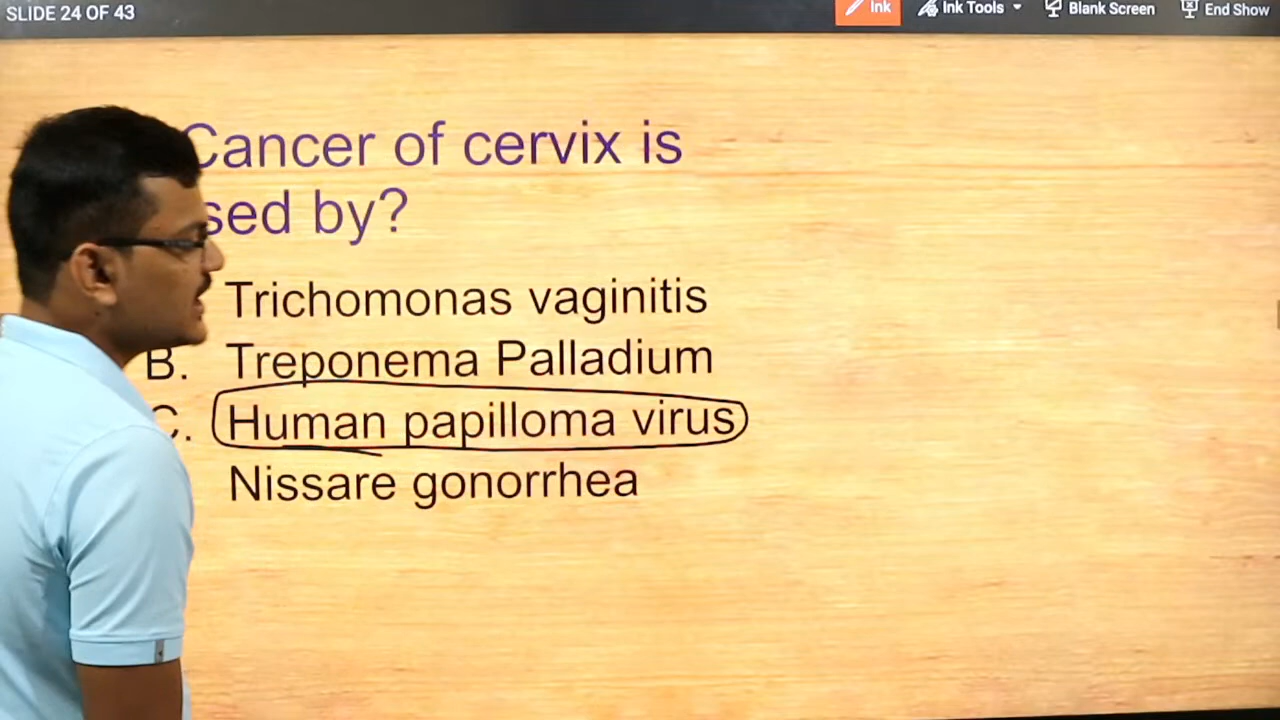 SLIDE 24 OF 43
Ink Ink Tools Blank Screen End Show
Cancer of cervix is
sed by?
Trichomonas vaginitis
B. Treponema Palladium
C. Human papilloma virus
Nissare gonorrhea